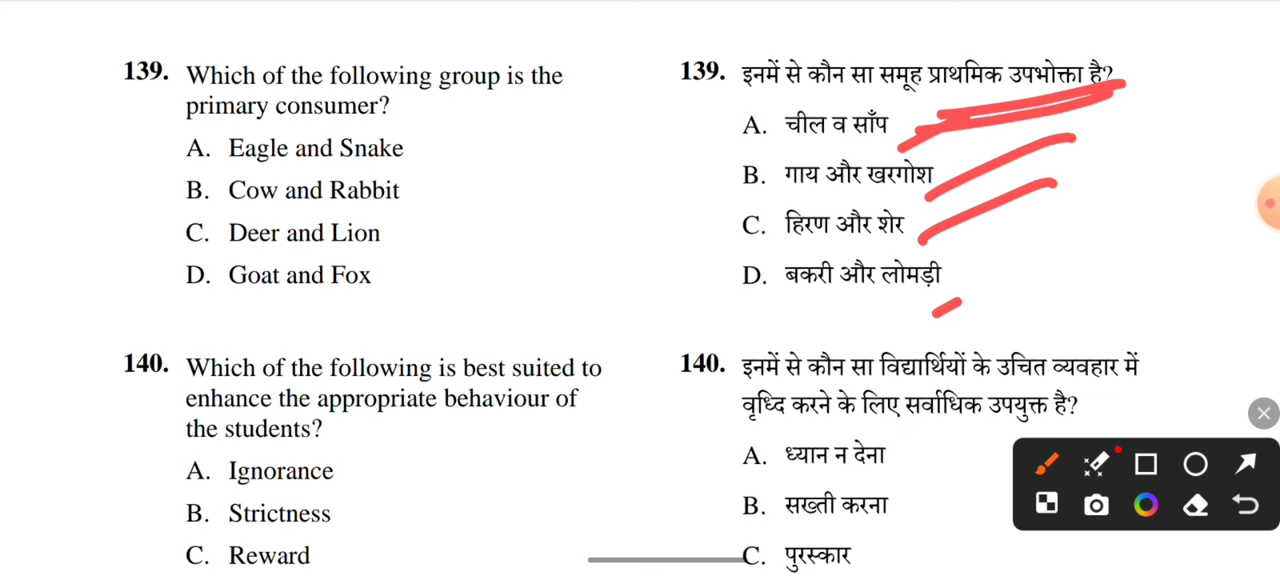 139. Which of the following group is the
primary consumer?
A. Eagle and Snake
B. Cow and Rabbit
C. Deer and Lion
D. Goat and Fox
140. Which of the following is best suited to
enhance the appropriate behaviour of
the students?
A. Ignorance
B. Strictness
C. Reward
139. इनमें से कौन सा समूह प्राथमिक उपभोक्ता है?
A. चील व साँप
B. गाय और खरगोश
C. हिरण और शेर
D. बकरी और लोमड़ी
140. इनमें से कौन सा विद्यार्थियों के उचित व्यवहार में
वृध्दि करने के लिए सर्वाधिक उपयुक्त है?
A. ध्यान न देना
B. सख्ती करना
C. पुरस्कार